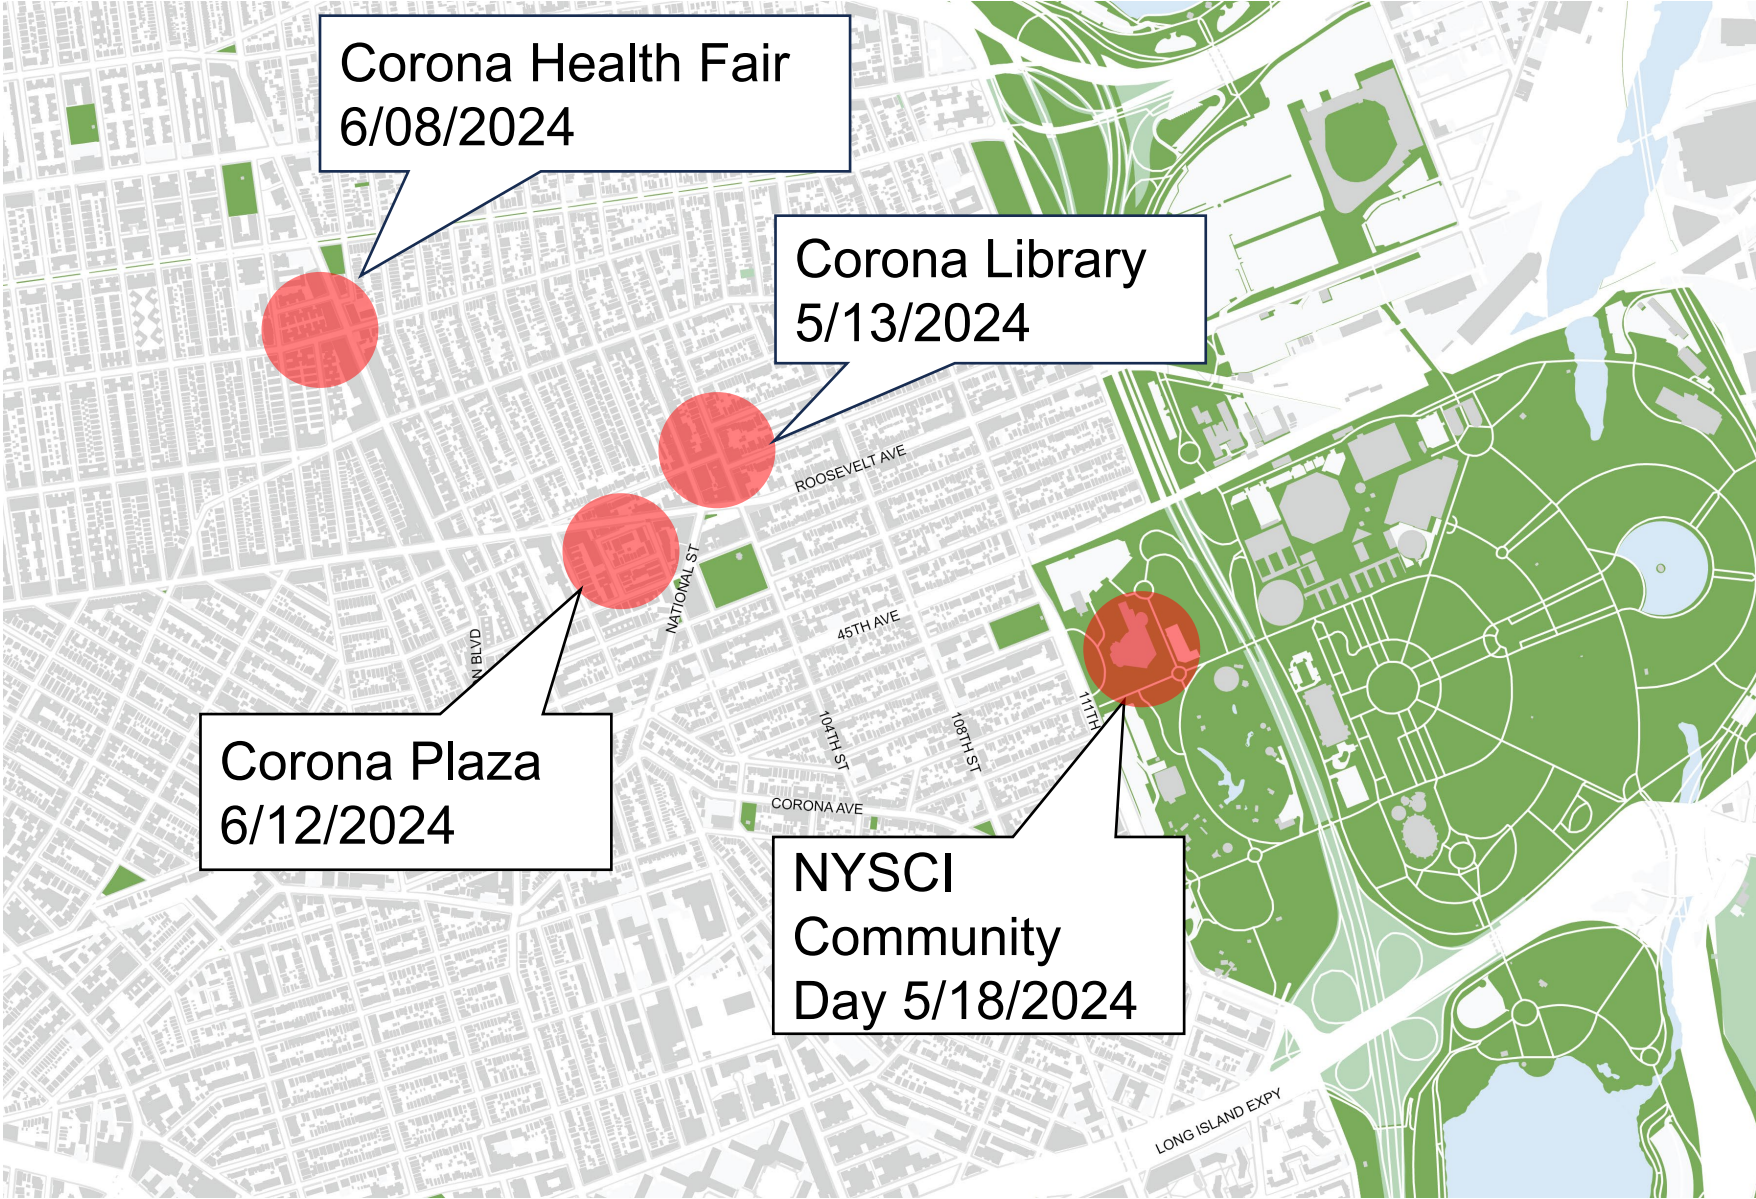 Corona Health Fair
6/08/2024
Corona Library
5/13/2024
ROOSEVELT AVE
NATIONAL ST
45TH AVE
N BLVD
111TH
104TH ST
108TH ST
Corona Plaza
6/12/2024
CORONA AVE
NYSCI
Community
Day 5/18/2024
LONG ISLAND EXPY